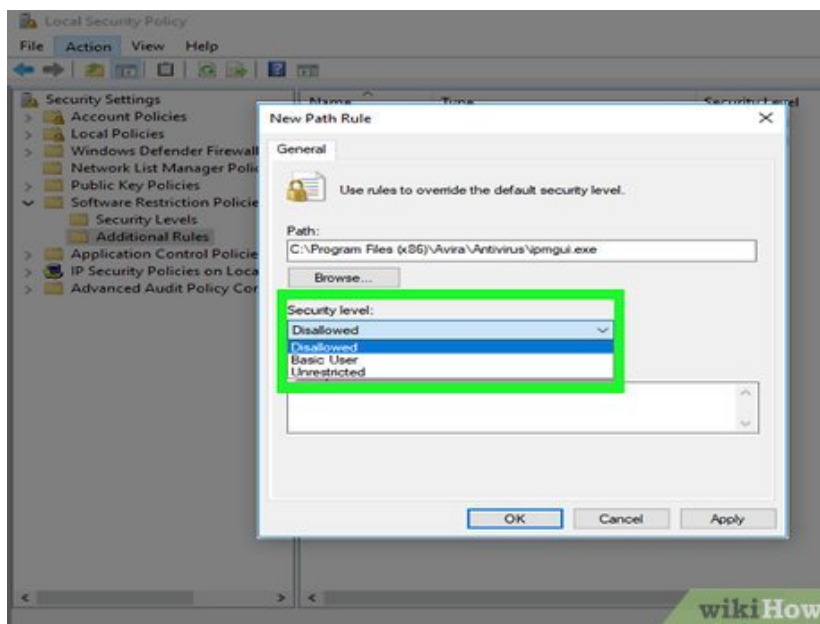 Local Security Policy
File Action View Help
Name Type Security Level
Security Settings
Account Policies
Local Policies
Windows Defender Firewall
Network List Manager Polic
Public Key Policies
Software Restriction Policie
Security Levels
Additional Rules
Application Control Policie
IP Security Policies on Loca
Advanced Audit Policy Cor
New Path Rule
General
Use rules to override the default security level.
Path:
C:\Program Files (x86)\Avira\Antivirus\ipmgui.exe
Browse...
Security level:
Disallowed
Disallowed
Basic User
Unrestricted
OK Cancel Apply
wikiHow